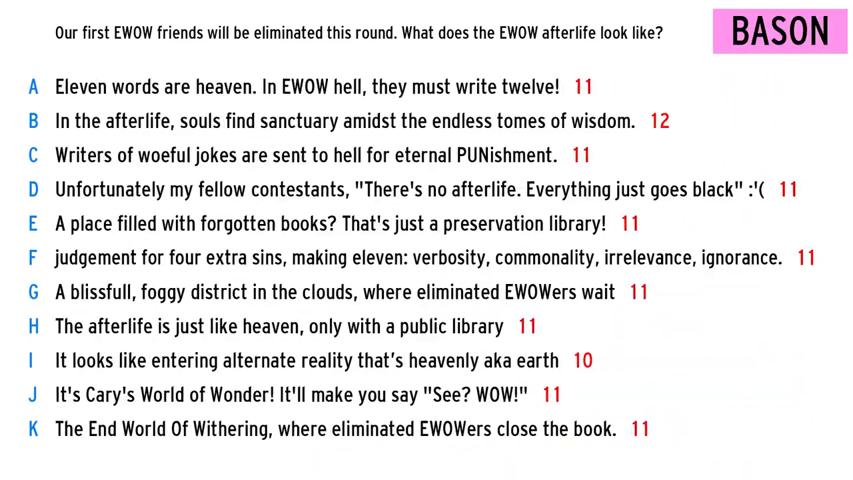 Our first EWOW friends will be eliminated this round. What does the EWOW afterlife look like?
BASON
A Eleven words are heaven. In EWOW hell, they must write twelve! 11
B In the afterlife, souls find sanctuary amidst the endless tomes of wisdom. 12
C Writers of woeful jokes are sent to hell for eternal PUNishment. 11
D Unfortunately my fellow contestants, "There's no afterlife. Everything just goes black" :'( 11
E A place filled with forgotten books? That's just a preservation library! 11
F judgement for four extra sins, making eleven: verbosity, commonality, irrelevance, ignorance. 11
G A blissfull, foggy district in the clouds, where eliminated EWOWers wait 11
H The afterlife is just like heaven, only with a public library 11
I It looks like entering alternate reality that’s heavenly aka earth 10
J It's Cary's World of Wonder! It'll make you say "See? WOW!" 11
K The End World Of Withering, where eliminated EWOWers close the book. 11